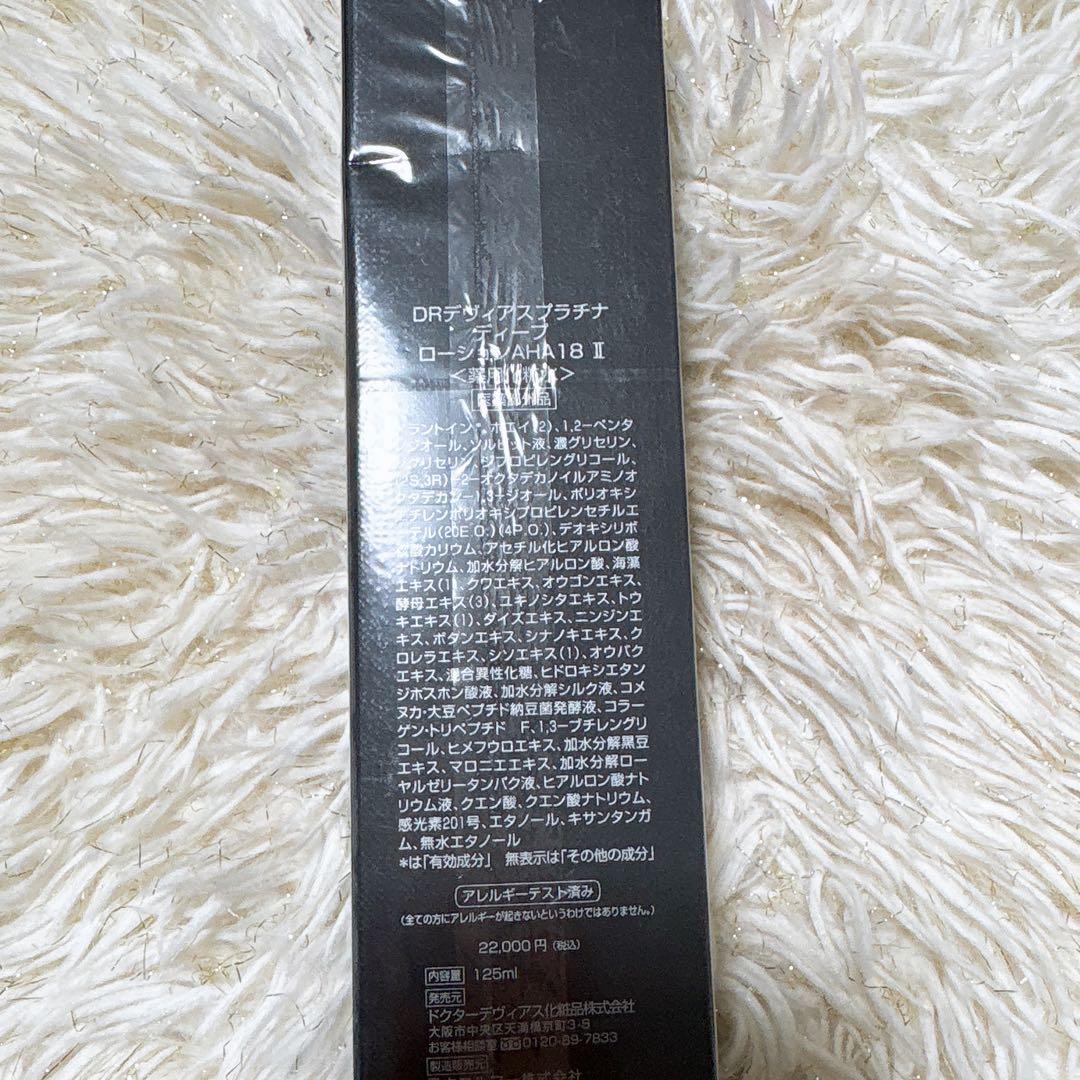 DRデヴィアスプラチナ
ディープ
ローションAHA18 Ⅱ
<薬用化粧水>
医薬部外品
アラントイン*、ホエイ(2)、1,2-ペンタ
ンジオール、ソルビット液、濃グリセリン、
ジグリセリン、ジプロピレングリコール、
(2S,3R)-2-オクタデカノイルアミノオ
クタデカン-1,3-ジオール、ポリオキシ
エチレンポリオキシプロピレンセチルエ
ーテル(20E.O.)(4P.O.)、デオキシリボ
核酸カリウム、アセチル化ヒアルロン酸
ナトリウム、加水分解ヒアルロン酸、海藻
エキス(1)、クワエキス、オウゴンエキス、
酵母エキス(3)、ユキノシタエキス、トウ
キエキス(1)、ダイズエキス、ニンジンエ
キス、ボタンエキス、シナノキエキス、ク
ロレラエキス、シソエキス(1)、オウバク
エキス、混合異性化糖、ヒドロキシエタン
ジホスホン酸液、加水分解シルク液、コメ
ヌカ・大豆ペプチド納豆菌発酵液、コラー
ゲン・トリペプチド F、1,3-ブチレングリ
コール、ヒメフウロエキス、加水分解黒豆
エキス、マロニエエキス、加水分解ロー
ヤルゼリータンパク液、ヒアルロン酸ナト
リウム液、クエン酸、クエン酸ナトリウム、
感光素201号、エタノール、キサンタンガ
ム、無水エタノール
*は「有効成分」 無表示は「その他の成分」
アレルギーテスト済み
(全ての方にアレルギーが起きないというわけではありません。)
22,000円(税込)
内容量 125ml
発売元
ドクターデヴィアス化粧品株式会社
大阪市中央区天満橋京町3-6
お客様相談室 0120-89-7833
製造販売元